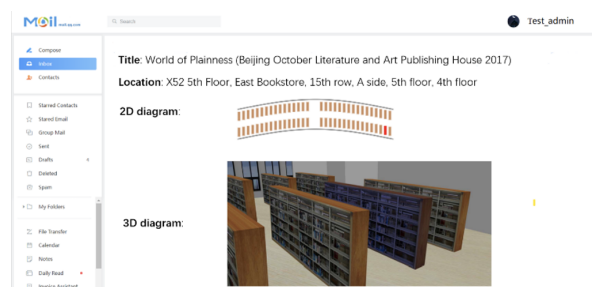 Mail
Search
Test_admin
Compose
Inbox
Contacts
Starred Contacts
Starred Email
Group Mail
Sent
Drafts
Deleted
Spam
My Folders
File Transfer
Calendar
Notes
Daily Read
Invoice Assistant
Title: World of Plainness (Beijing October Literature and Art Publishing House 2017)
Location: X52 5th Floor, East Bookstore, 15th row, A side, 5th floor, 4th floor
2D diagram:
3D diagram: